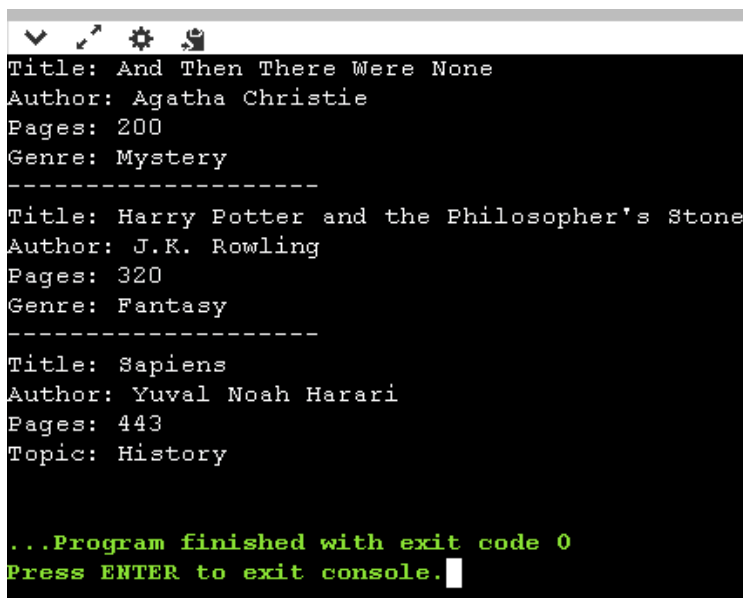 Title: And Then There Were None
Author: Agatha Christie
Pages: 200
Genre: Mystery
--------------------
Title: Harry Potter and the Philosopher's Stone
Author: J.K. Rowling
Pages: 320
Genre: Fantasy
--------------------
Title: Sapiens
Author: Yuval Noah Harari
Pages: 443
Topic: History
...Program finished with exit code 0
Press ENTER to exit console.